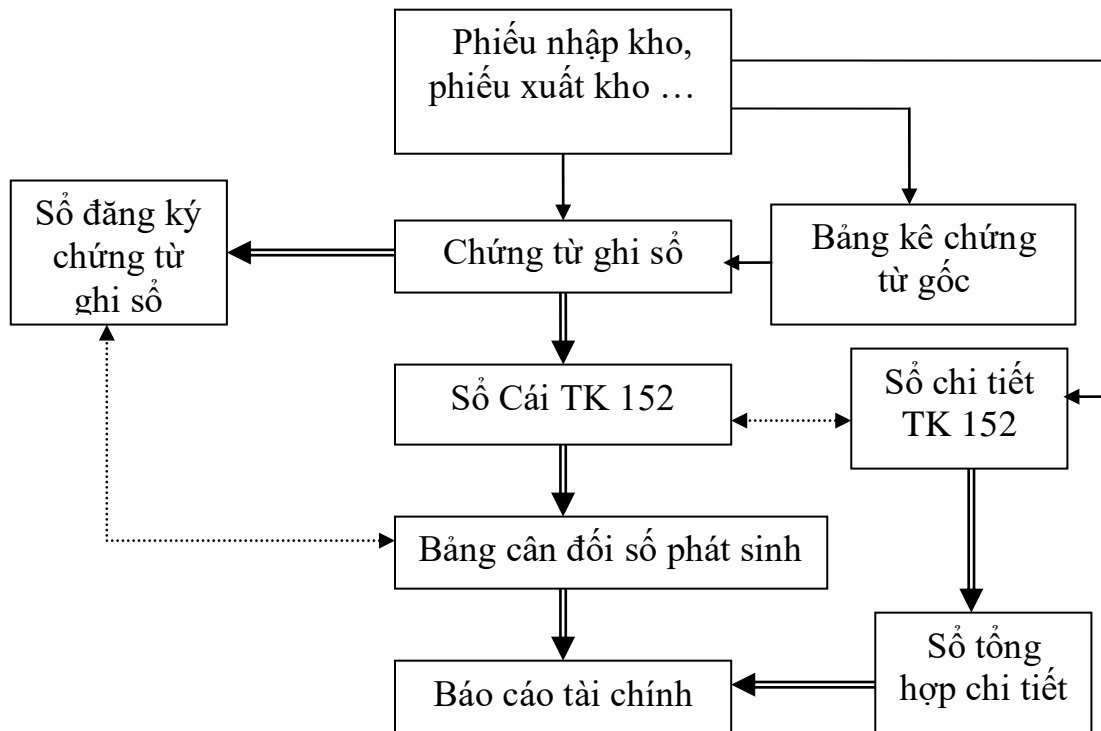 Phiếu nhập kho,
phiếu xuất kho …
Sổ đăng ký
chứng từ
ghi sổ
Chứng từ ghi sổ
Bảng kê chứng
từ gốc
Sổ Cái TK 152
Sổ chi tiết
TK 152
Bảng cân đối số phát sinh
Sổ tổng
hợp chi tiết
Báo cáo tài chính